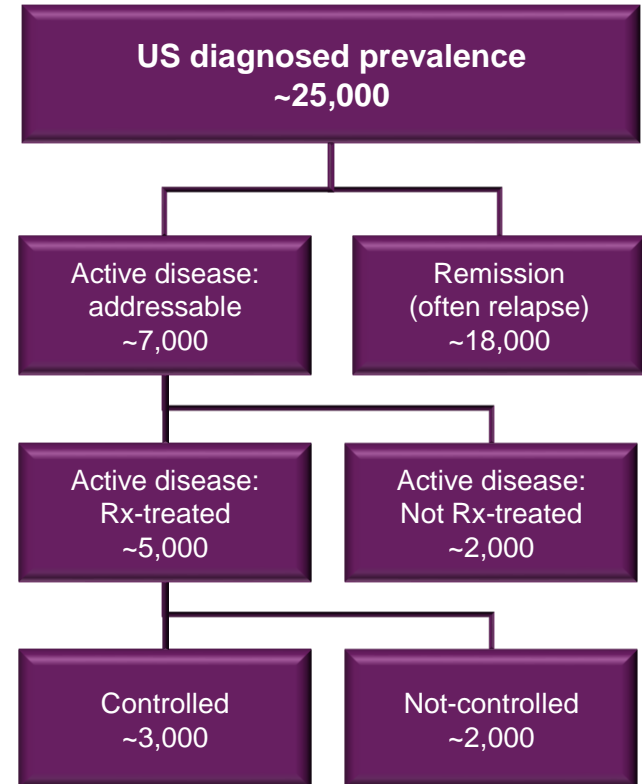 US diagnosed prevalence
~25,000
Active disease:
addressable
~7,000
Remission
(often relapse)
~18,000
Active disease:
Rx-treated
~5,000
Active disease:
Not Rx-treated
~2,000
Controlled
~3,000
Not-controlled
~2,000